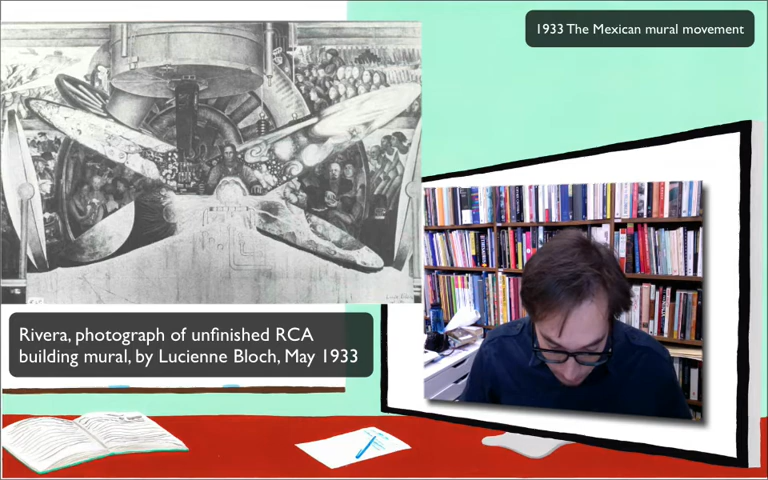 1933 The Mexican mural movement
Rivera, photograph of unfinished RCA
building mural, by Lucienne Bloch, May 1933